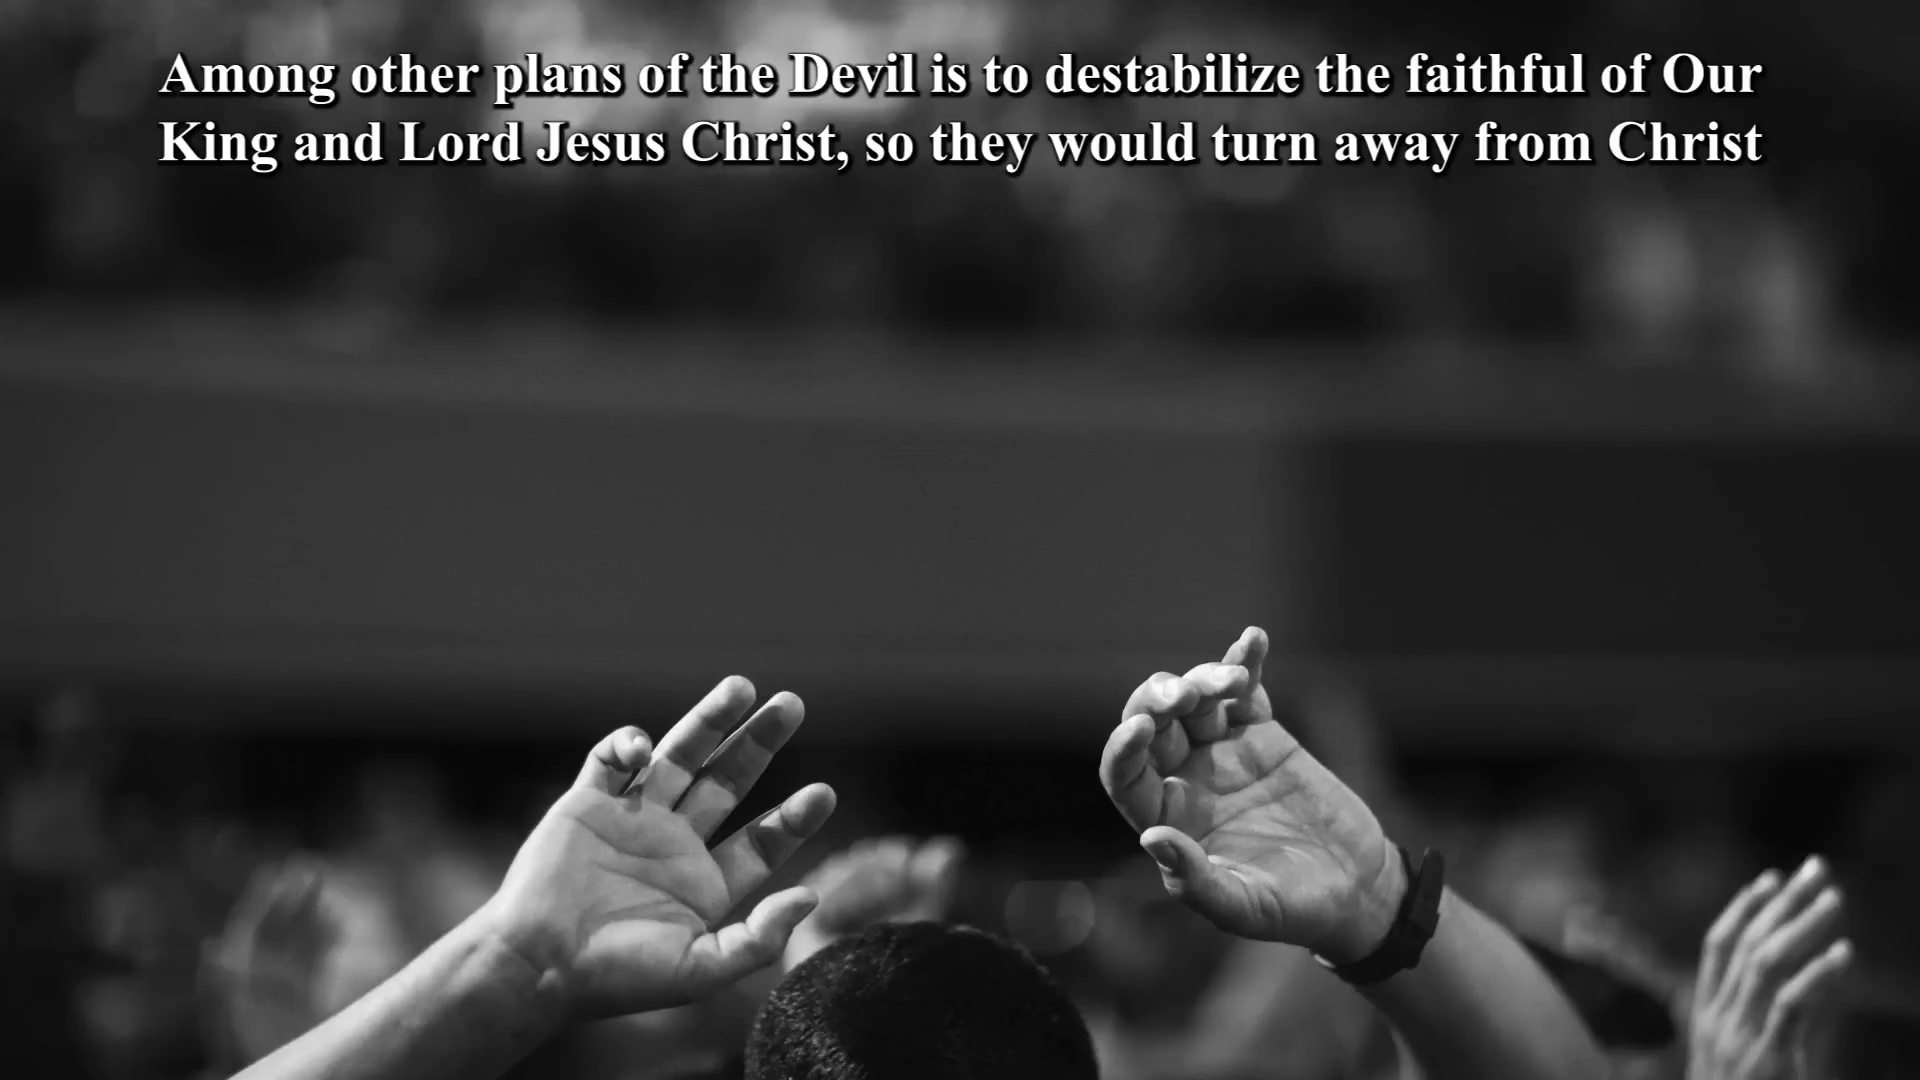 Among other plans of the Devil is to destabilize the faithful of Our
King and Lord Jesus Christ, so they would turn away from Christ